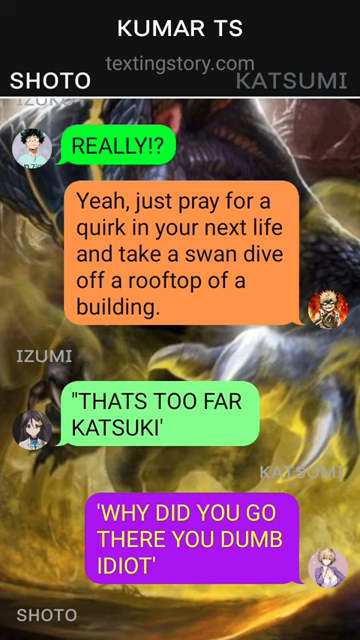 KUMAR TS
textingstory.com
SHOTO
KATSUMI
IZUKU
REALLY!?
Yeah, just pray for a
quirk in your next life
and take a swan dive
off a rooftop of a
building.
IZUMI
"THATS TOO FAR
KATSUKI'
KATSUMI
'WHY DID YOU GO
THERE YOU DUMB
IDIOT'
SHOTO